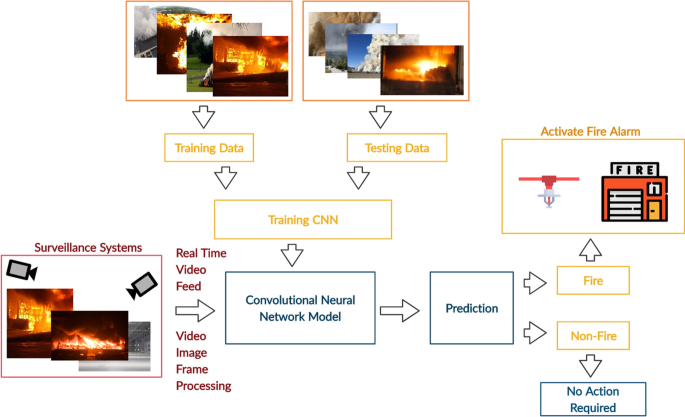 Training Data
Testing Data
Activate Fire Alarm
FIRE
Training CNN
Surveillance Systems
Real Time
Video
Feed
Video
Image
Frame
Processing
Convolutional Neural
Network Model
Prediction
Fire
Non-Fire
No Action
Required